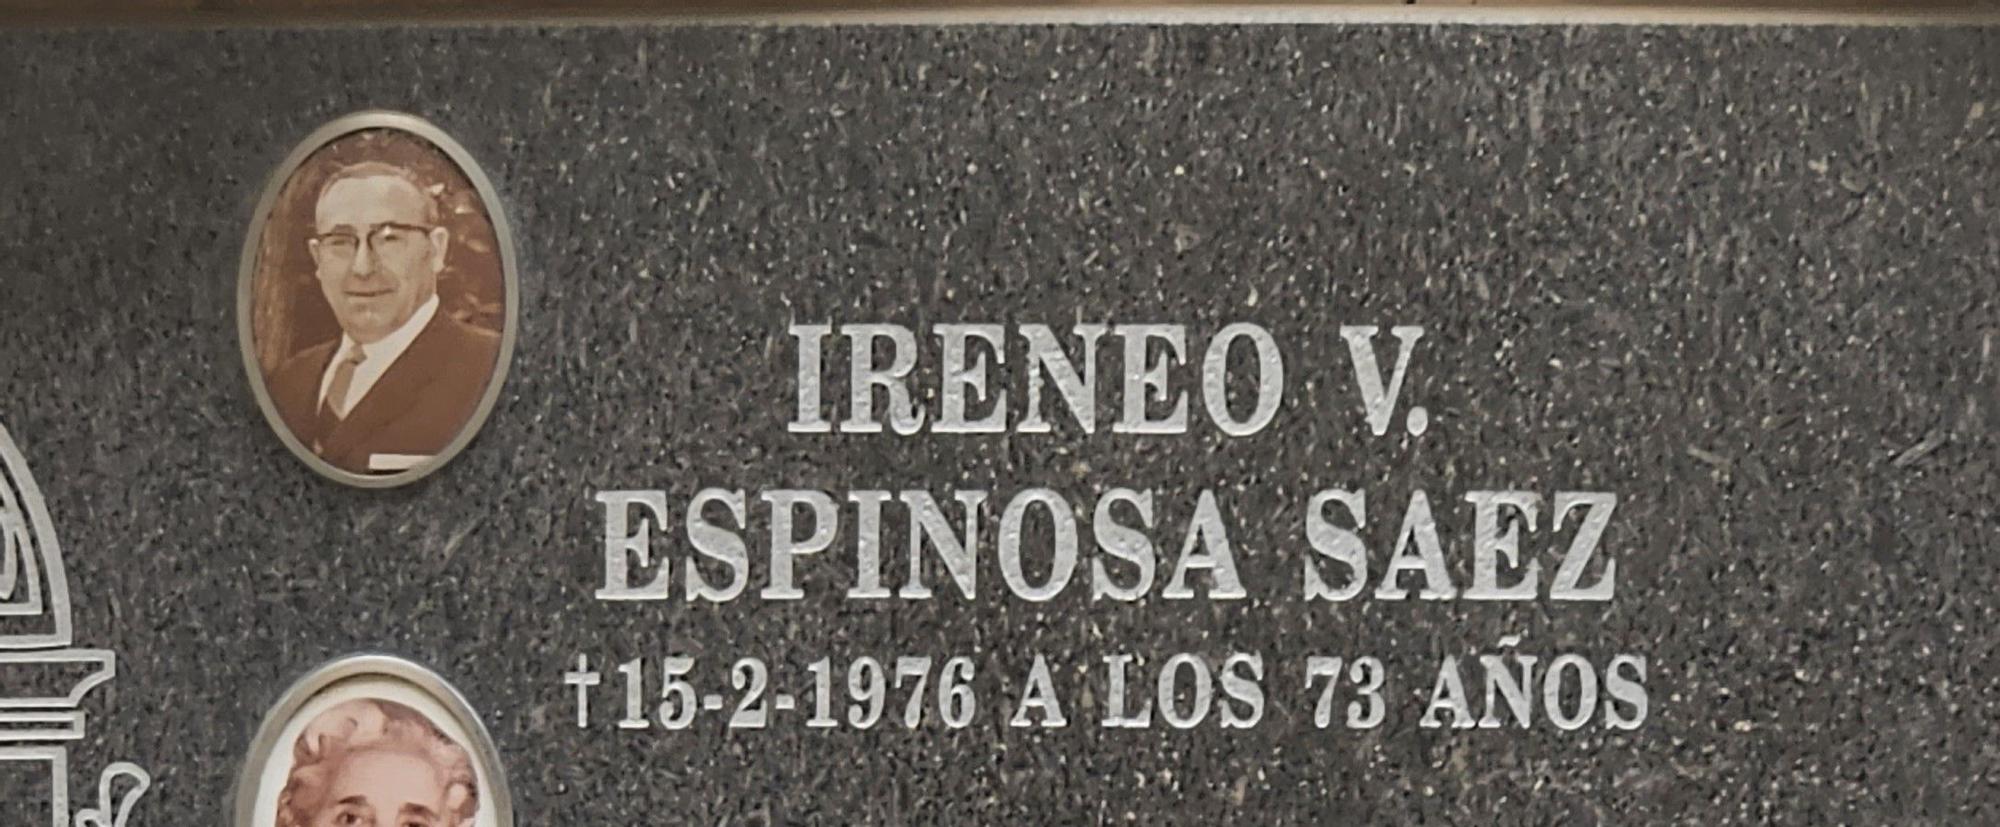 IRENEO V.
ESPINOSA SAEZ
†15-2-1976 A LOS 73 AÑOS